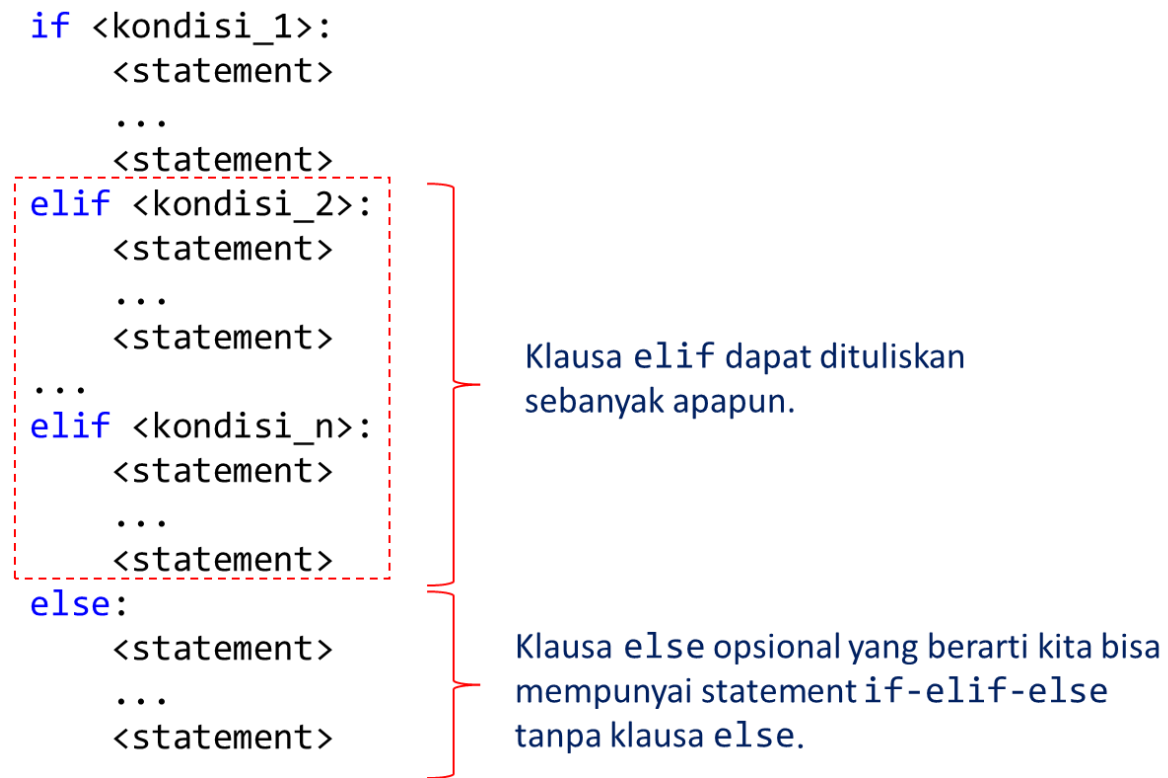 if <kondisi_1>:
    <statement>
    ...
    <statement>
elif <kondisi_2>:
    <statement>
    ...
    <statement>
...
elif <kondisi_n>:
    <statement>
    ...
    <statement>
else:
    <statement>
    ...
    <statement>
Klausa elif dapat dituliskan
sebanyak apapun.
Klausa else opsional yang berarti kita bisa
mempunyai statement if-elif-else
tanpa klausa else.